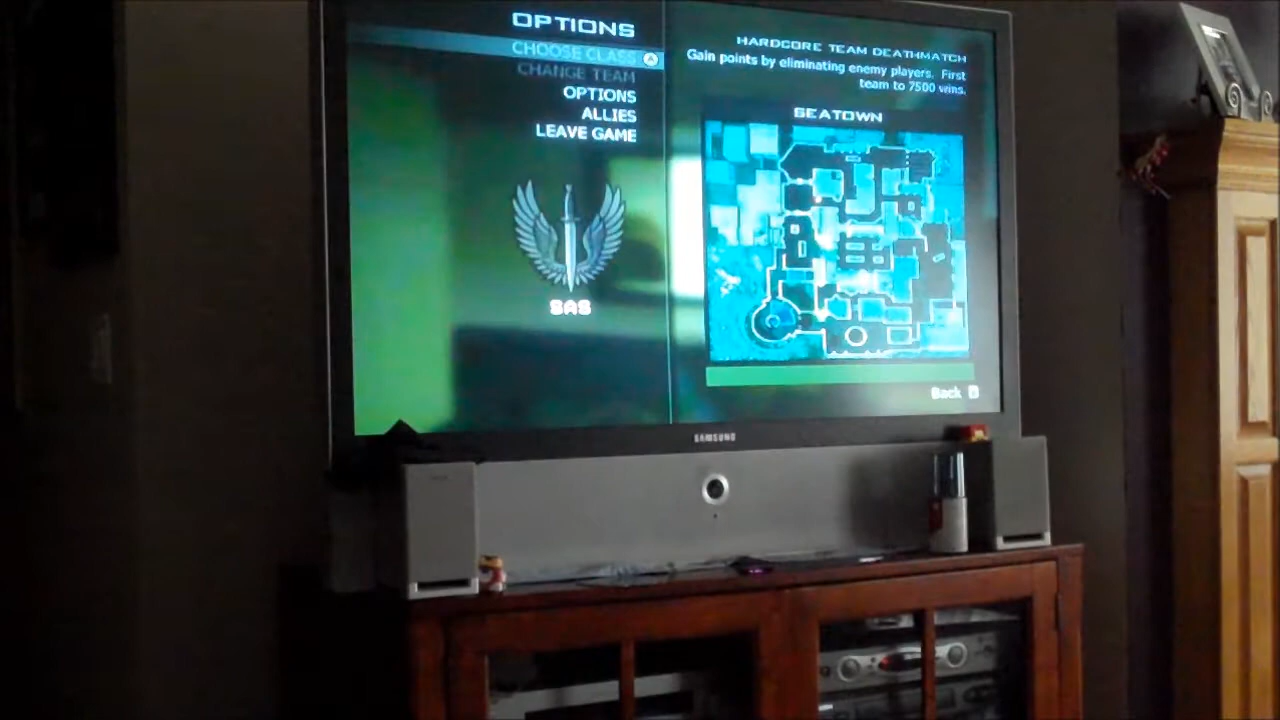 OPTIONS
CHOOSE CLASS A
CHANGE TEAM
OPTIONS
ALLIES
LEAVE GAME
SAS
HARDCORE TEAM DEATHMATCH
Gain points by eliminating enemy players. First
team to 7500 wins.
SEATOWN
Back
SAMSUNG